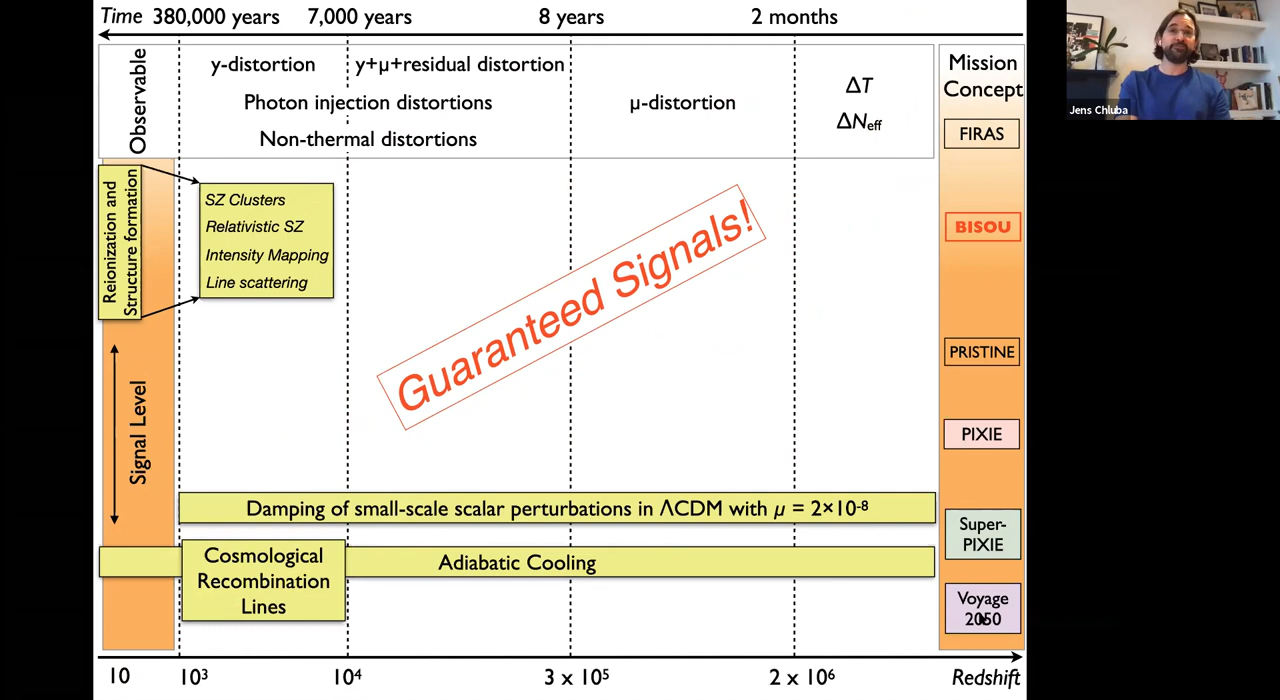 Time 380,000 years 7,000 years 8 years 2 months
Observable
y-distortion
y+μ+residual distortion
Photon injection distortions
Non-thermal distortions
μ-distortion
ΔT
ΔNeff
Mission
Concept
FIRAS
BISOU
PRISTINE
PIXIE
Super-
PIXIE
Voyage
2050
Jens Chluba
Reionization and
Structure formation
SZ Clusters
Relativistic SZ
Intensity Mapping
Line scattering
Guaranteed Signals!
Signal Level
Damping of small-scale scalar perturbations in ΛCDM with μ = 2×10⁻⁸
Cosmological
Recombination
Lines
Adiabatic Cooling
10 10³ 10⁴ 3 x 10⁵ 2 x 10⁶ Redshift